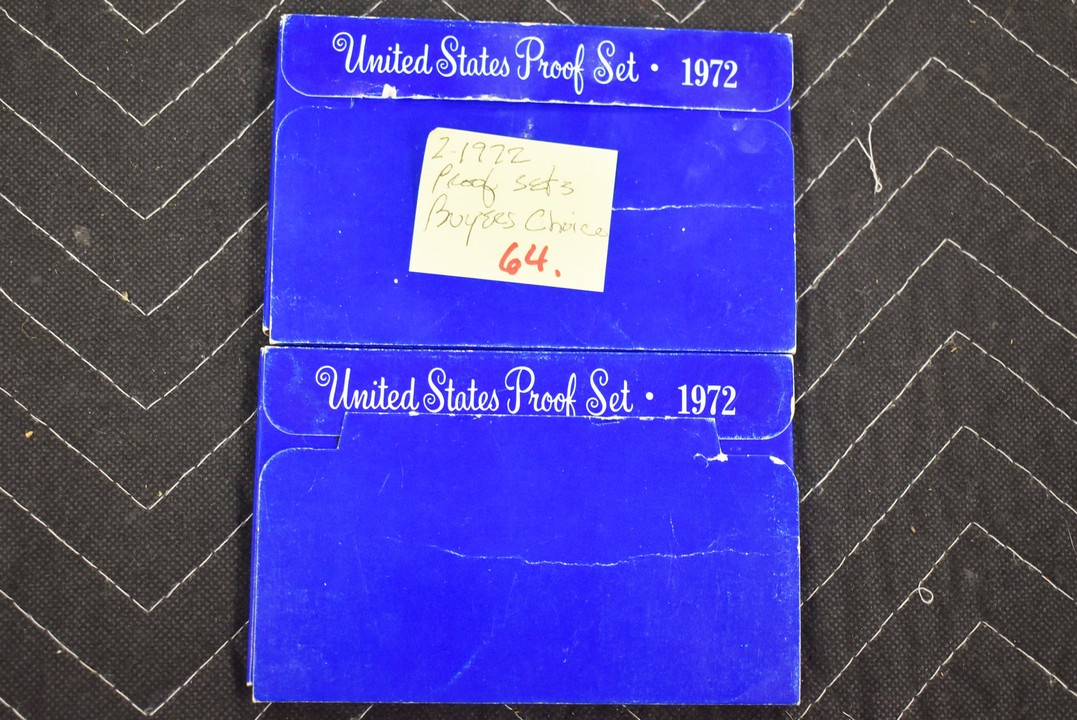 United States Proof Set • 1972
2-1972
Proof sets
Buyers Choice
64.
United States Proof Set • 1972